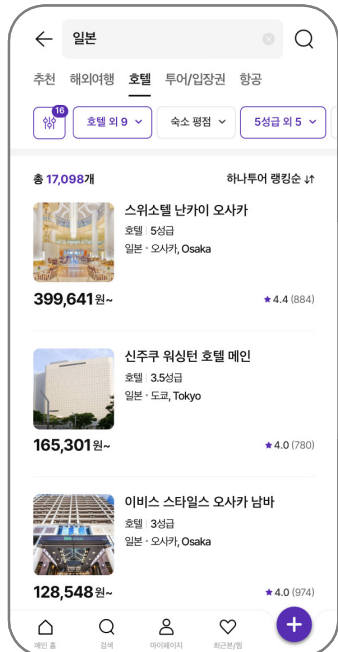 일본
추천 해외여행 호텔 투어/입장권 항공
16
호텔 외 9 숙소 평점 5성급 외 5
총 17,098개 하나투어 랭킹순
스위소텔 난카이 오사카
호텔 5성급
일본 · 오사카, Osaka
399,641원~ ★ 4.4 (884)
신주쿠 워싱턴 호텔 메인
호텔 3.5성급
일본 · 도쿄, Tokyo
165,301원~ ★ 4.0 (780)
이비스 스타일스 오사카 남바
호텔 3성급
일본 · 오사카, Osaka
128,548원~ ★ 4.0 (974)
메인 홈 검색 마이페이지 최근본/찜